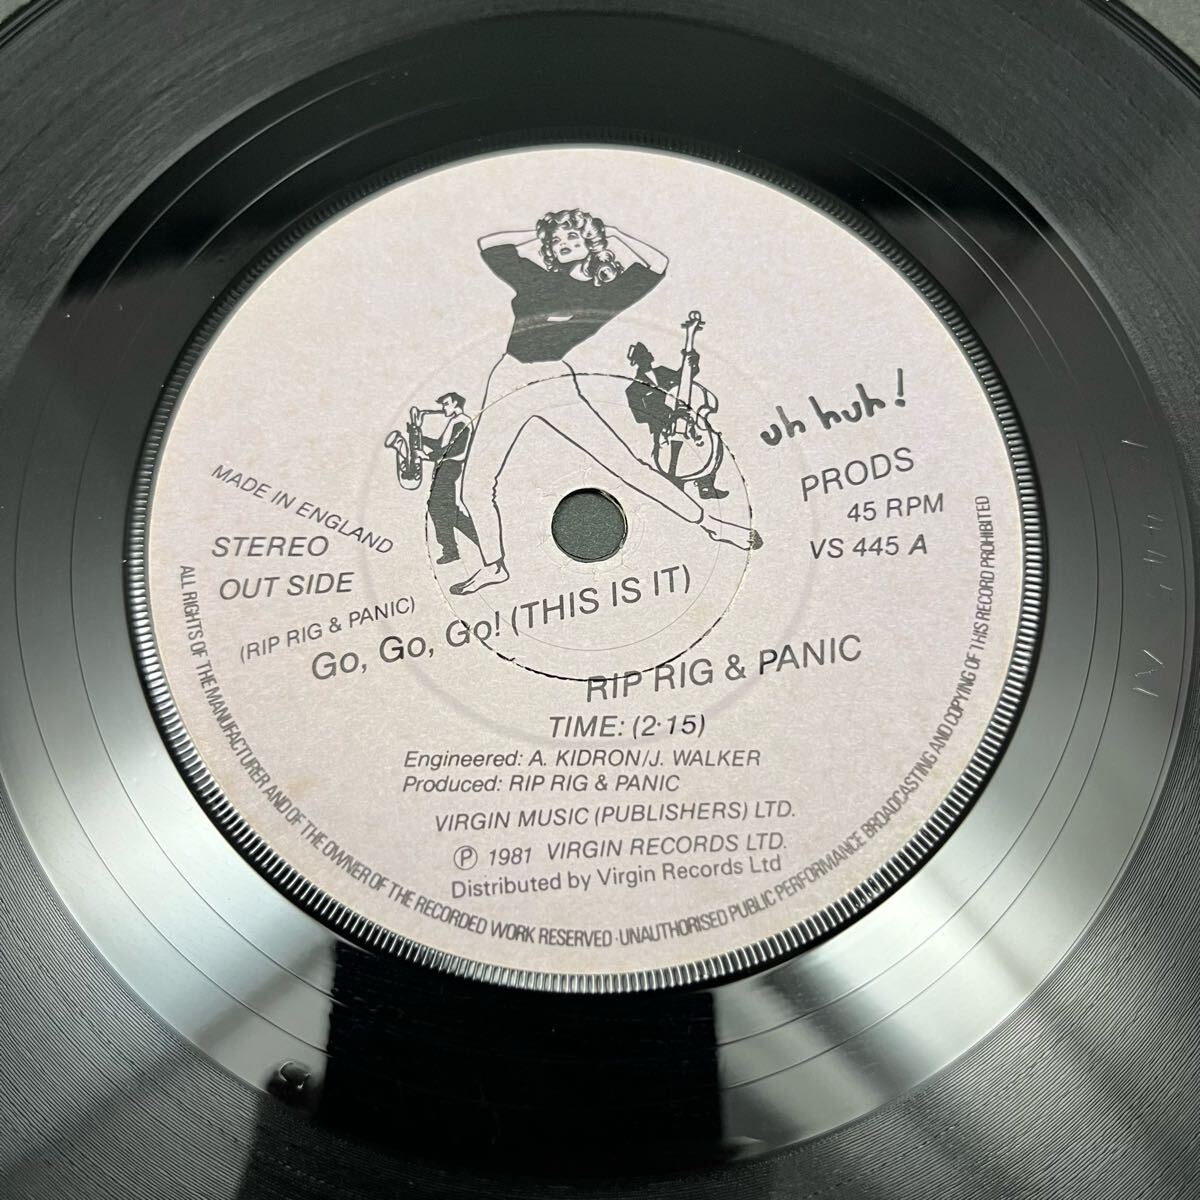 uh huh!
PRODS
45 RPM
VS 445 A
MADE IN ENGLAND
STEREO
OUT SIDE
(RIP RIG & PANIC)
Go, Go, Go! (THIS IS IT)
RIP RIG & PANIC
TIME: (2·15)
Engineered: A. KIDRON/J. WALKER
Produced: RIP RIG & PANIC
VIRGIN MUSIC (PUBLISHERS) LTD.
Ⓟ 1981 VIRGIN RECORDS LTD.
Distributed by Virgin Records Ltd
ALL RIGHTS OF THE MANUFACTURER AND OF THE OWNER OF THE RECORDED WORK RESERVED · UNAUTHORISED PUBLIC PERFORMANCE BROADCASTING AND COPYING OF THIS RECORD PROHIBITED